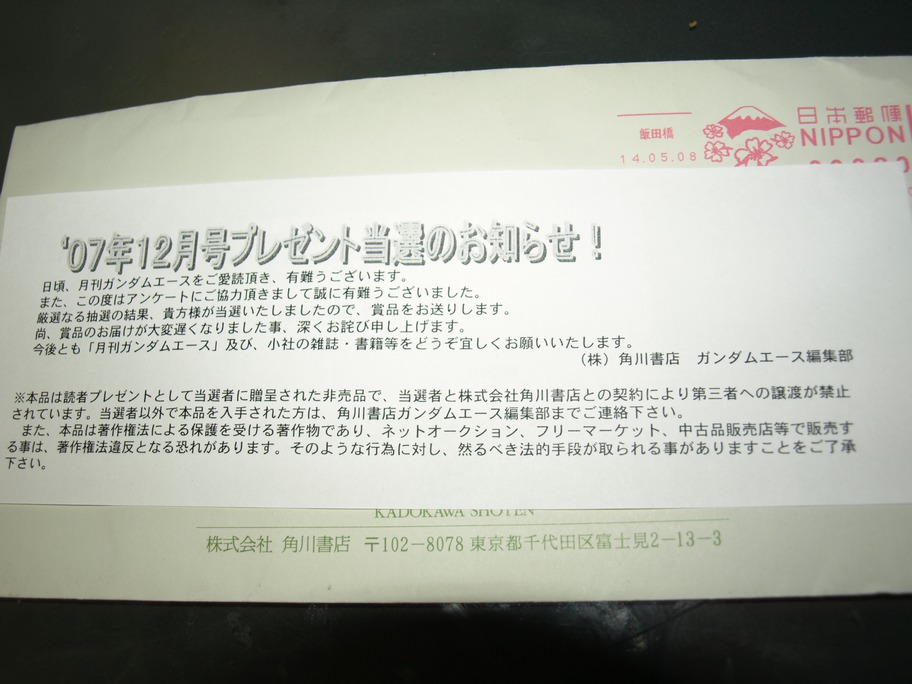 飯田橋
14.05.08
日本郵便
NIPPON
'07年12月号プレゼント当選のお知らせ！
日頃、月刊ガンダムエースをご愛読頂き、有難うございます。
また、この度はアンケートにご協力頂きまして誠に有難うございました。
厳選なる抽選の結果、貴方様が当選いたしましたので、賞品をお送りします。
尚、賞品のお届けが大変遅くなりました事、深くお詫び申し上げます。
今後とも「月刊ガンダムエース」及び、小社の雑誌・書籍等をどうぞ宜しくお願いいたします。
（株）角川書店　ガンダムエース編集部
※本品は読者プレゼントとして当選者に贈呈された非売品で、当選者と株式会社角川書店との契約により第三者への譲渡が禁止
されています。当選者以外で本品を入手された方は、角川書店ガンダムエース編集部までご連絡下さい。
また、本品は著作権法による保護を受ける著作物であり、ネットオークション、フリーマーケット、中古品販売店等で販売す
る事は、著作権法違反となる恐れがあります。そのような行為に対し、然るべき法的手段が取られる事がありますことをご了承
下さい。
KADOKAWA SHOTEN
株式会社 角川書店 〒102－8078 東京都千代田区富士見2－13－3